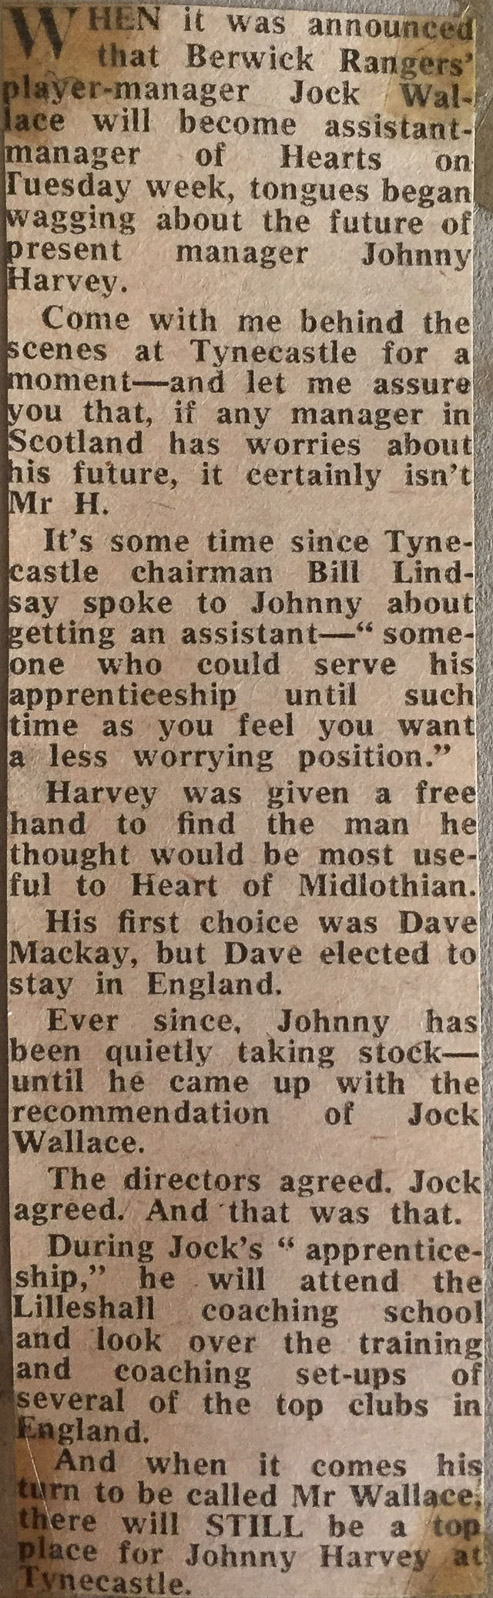 WHEN it was announced
that Berwick Rangers'
player-manager Jock Wal-
lace will become assistant-
manager of Hearts on
Tuesday week, tongues began
wagging about the future of
present manager Johnny
Harvey.
Come with me behind the
scenes at Tynecastle for a
moment—and let me assure
you that, if any manager in
Scotland has worries about
his future, it certainly isn't
Mr H.
It's some time since Tyne-
castle chairman Bill Lind-
say spoke to Johnny about
getting an assistant—“ some-
one who could serve his
apprenticeship until such
time as you feel you want
a less worrying position.”
Harvey was given a free
hand to find the man he
thought would be most use-
ful to Heart of Midlothian.
His first choice was Dave
Mackay, but Dave elected to
stay in England.
Ever since, Johnny has
been quietly taking stock—
until he came up with the
recommendation of Jock
Wallace.
The directors agreed. Jock
agreed. And that was that.
During Jock's “ apprentice-
ship,” he will attend the
Lilleshall coaching school
and look over the training
and coaching set-ups of
several of the top clubs in
England.
And when it comes his
turn to be called Mr Wallace,
there will STILL be a top
place for Johnny Harvey at
Tynecastle.